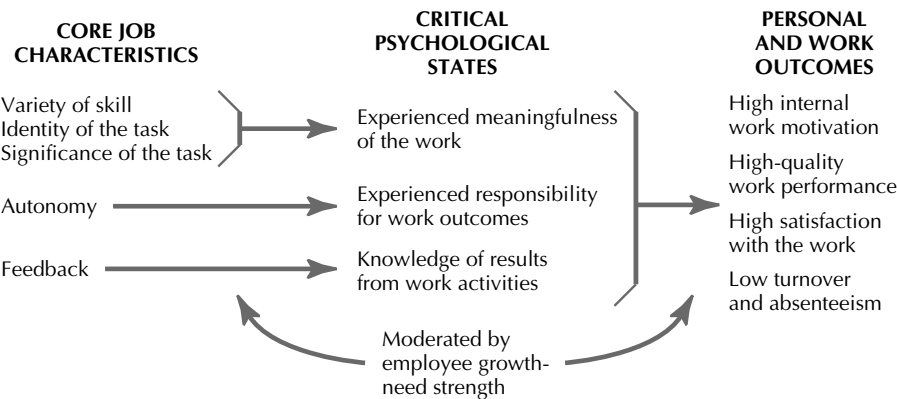 CORE JOB
CHARACTERISTICS
Variety of skill
Identity of the task
Significance of the task
Autonomy
Feedback
CRITICAL
PSYCHOLOGICAL
STATES
Experienced meaningfulness
of the work
Experienced responsibility
for work outcomes
Knowledge of results
from work activities
Moderated by
employee growth-
need strength
PERSONAL
AND WORK
OUTCOMES
High internal
work motivation
High-quality
work performance
High satisfaction
with the work
Low turnover
and absenteeism